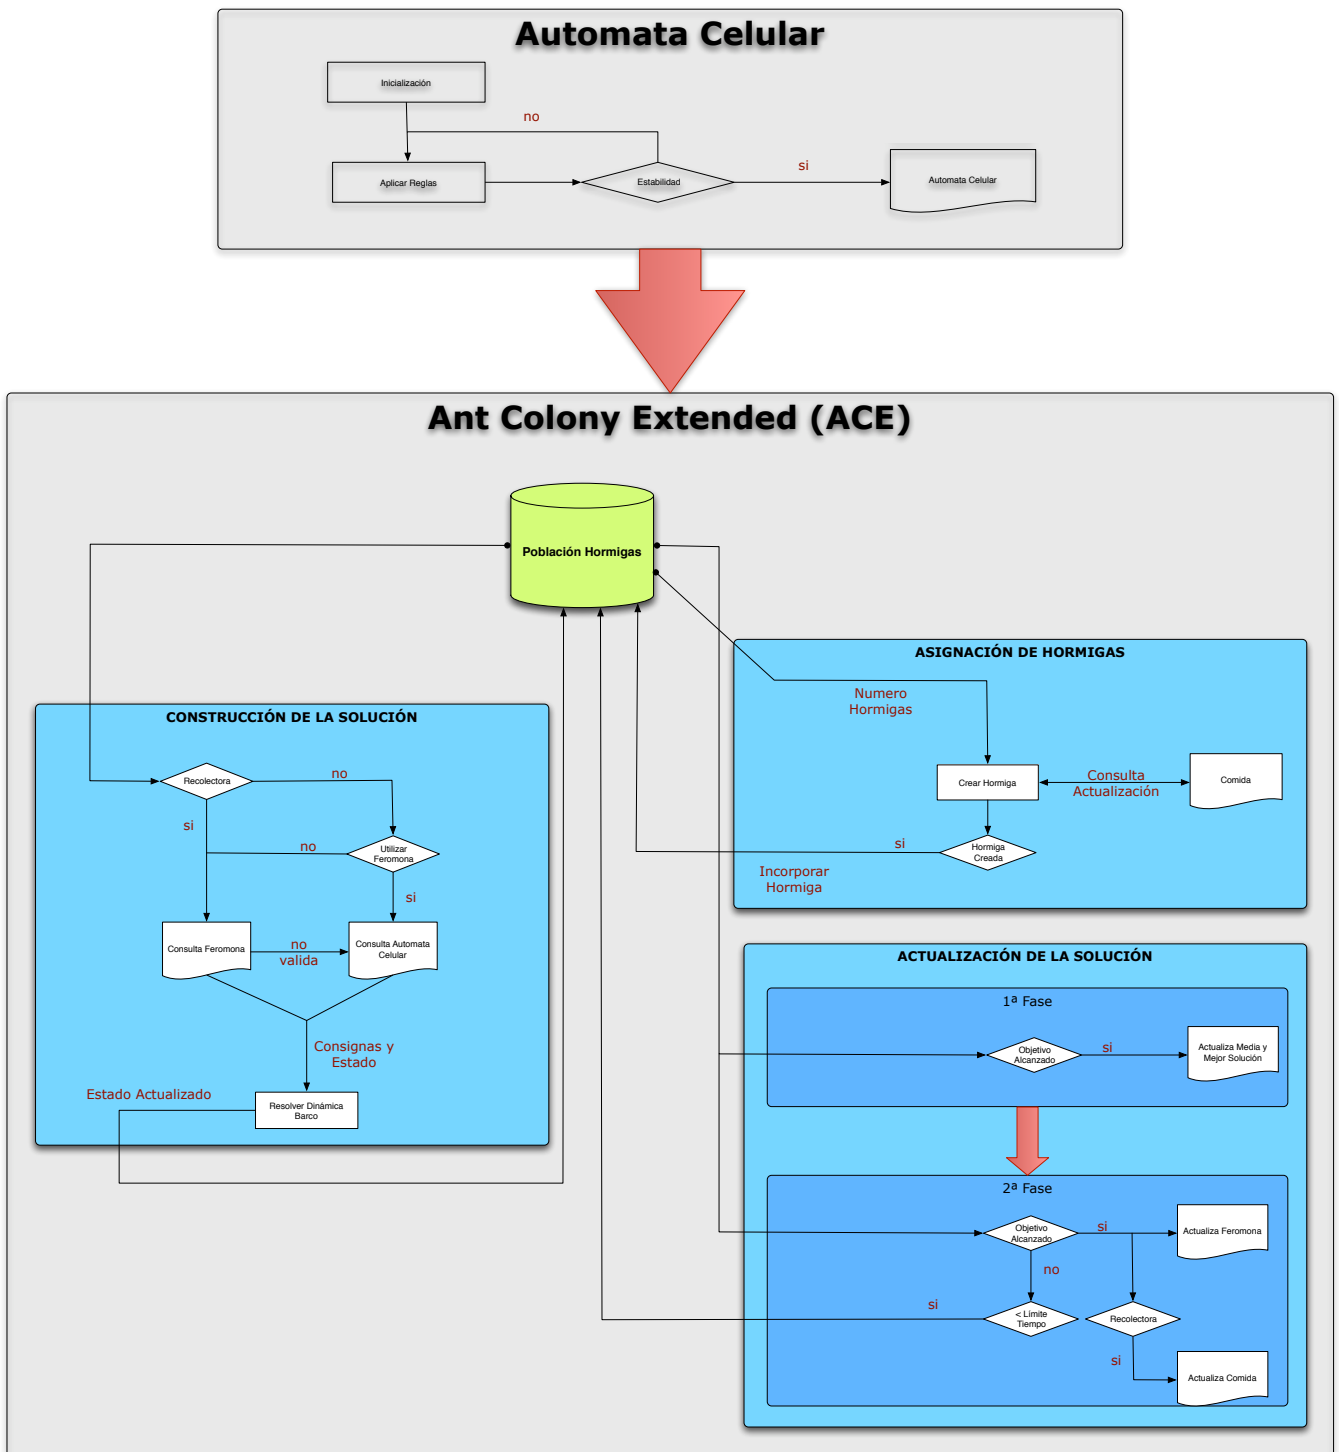 Automata Celular
Inicialización
no
Aplicar Reglas
Estabilidad
si
Automata Celular
Ant Colony Extended (ACE)
Población Hormigas
CONSTRUCCIÓN DE LA SOLUCIÓN
Recolectora
no
si
Utilizar
Feromona
no
si
Consulta Feromona
no
valida
Consulta Automata
Celular
Consignas y
Estado
Estado Actualizado
Resolver Dinámica
Barco
ASIGNACIÓN DE HORMIGAS
Numero
Hormigas
Crear Hormiga
Consulta
Actualización
Comida
Hormiga
Creada
si
Incorporar
Hormiga
ACTUALIZACIÓN DE LA SOLUCIÓN
1ª Fase
Objetivo
Alcanzado
si
Actualiza Media y
Mejor Solución
2ª Fase
Objetivo
Alcanzado
si
Actualiza Feromona
no
< Límite
Tiempo
si
Recolectora
si
Actualiza Comida